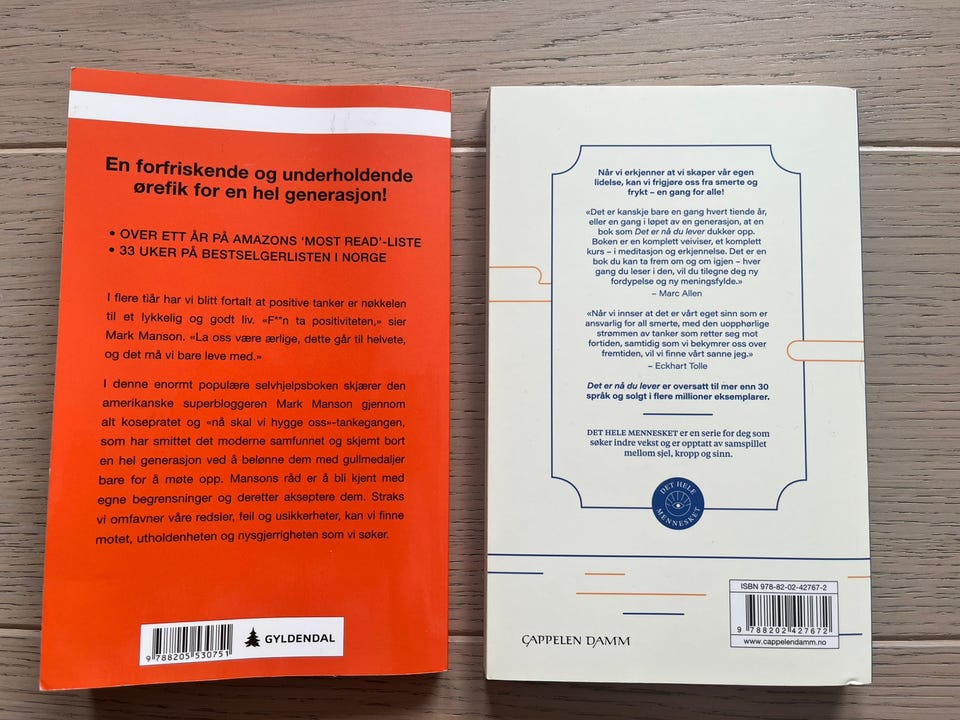 En forfriskende og underholdende
ørefik for en hel generasjon!
• OVER ETT ÅR PÅ AMAZONS 'MOST READ'-LISTE
• 33 UKER PÅ BESTSELGERLISTEN I NORGE
I flere tiår har vi blitt fortalt at positive tanker er nøkkelen
til et lykkelig og godt liv. «F**n ta positiviteten,» sier
Mark Manson. «La oss være ærlige, dette går til helvete,
og det må vi bare leve med.»
I denne enormt populære selvhjelpsboken skjærer den
amerikanske superbloggeren Mark Manson gjennom
alt kosepratet og «nå skal vi hygge oss»-tankegangen,
som har smittet det moderne samfunnet og skjemt bort
en hel generasjon ved å belønne dem med gullmedaljer
bare for å møte opp. Mansons råd er å bli kjent med
egne begrensninger og deretter akseptere dem. Straks
vi omfavner våre redsler, feil og usikkerheter, kan vi finne
motet, utholdenheten og nysgjerrigheten som vi søker.
GYLDENDAL
9 788205 530751
Når vi erkjenner at vi skaper vår egen
lidelse, kan vi frigjøre oss fra smerte og
frykt – en gang for alle!
«Det er kanskje bare en gang hvert tiende år,
eller en gang i løpet av en generasjon, at en
bok som Det er nå du lever dukker opp.
Boken er en komplett veiviser, et komplett
kurs – i meditasjon og erkjennelse. Det er en
bok du kan ta frem om og om igjen – hver
gang du leser i den, vil du tilegne deg ny
fordypelse og ny meningsfylde.»
– Marc Allen
«Når vi innser at det er vårt eget sinn som er
ansvarlig for all smerte, med den uopphørlige
strømmen av tanker som retter seg mot
fortiden, samtidig som vi bekymrer oss over
fremtiden, vil vi finne vårt sanne jeg.»
– Eckhart Tolle
Det er nå du lever er oversatt til mer enn 30
språk og solgt i flere millioner eksemplarer.
DET HELE MENNESKET er en serie for deg som
søker indre vekst og er opptatt av samspillet
mellom sjel, kropp og sinn.
DET HELE
MENNESKET
CAPPELEN DAMM
ISBN 978-82-02-42767-2
9 788202 427672
www.cappelendamm.no